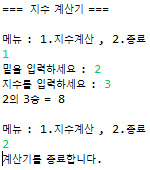 === 지수 계산기 ===
메뉴 : 1.지수계산 , 2.종료
1
밑을 입력하세요 : 2
지수를 입력하세요 : 3
2의 3승 = 8
메뉴 : 1.지수계산 , 2.종료
2
계산기를 종료합니다.